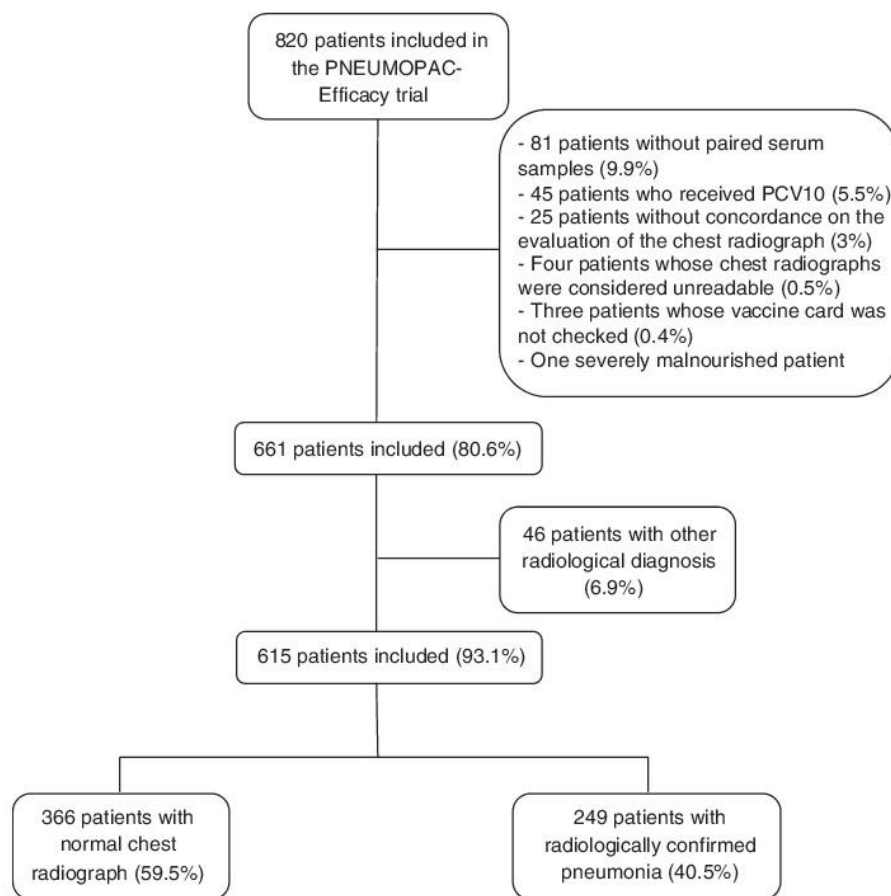 820 patients included in
the PNEUMOPAC-
Efficacy trial
- 81 patients without paired serum
samples (9.9%)
- 45 patients who received PCV10 (5.5%)
- 25 patients without concordance on the
evaluation of the chest radiograph (3%)
- Four patients whose chest radiographs
were considered unreadable (0.5%)
- Three patients whose vaccine card was
not checked (0.4%)
- One severely malnourished patient
661 patients included (80.6%)
46 patients with other
radiological diagnosis
(6.9%)
615 patients included (93.1%)
366 patients with
normal chest
radiograph (59.5%)
249 patients with
radiologically confirmed
pneumonia (40.5%)